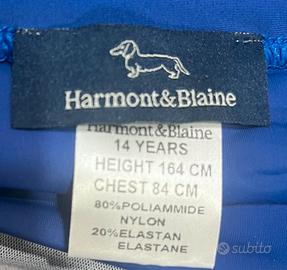 Harmont&Blaine
Harmont&Blaine
14 YEARS
HEIGHT 164 CM
CHEST 84 CM
80%POLIAMMIDE
NYLON
20%ELASTAN
ELASTANE
subito